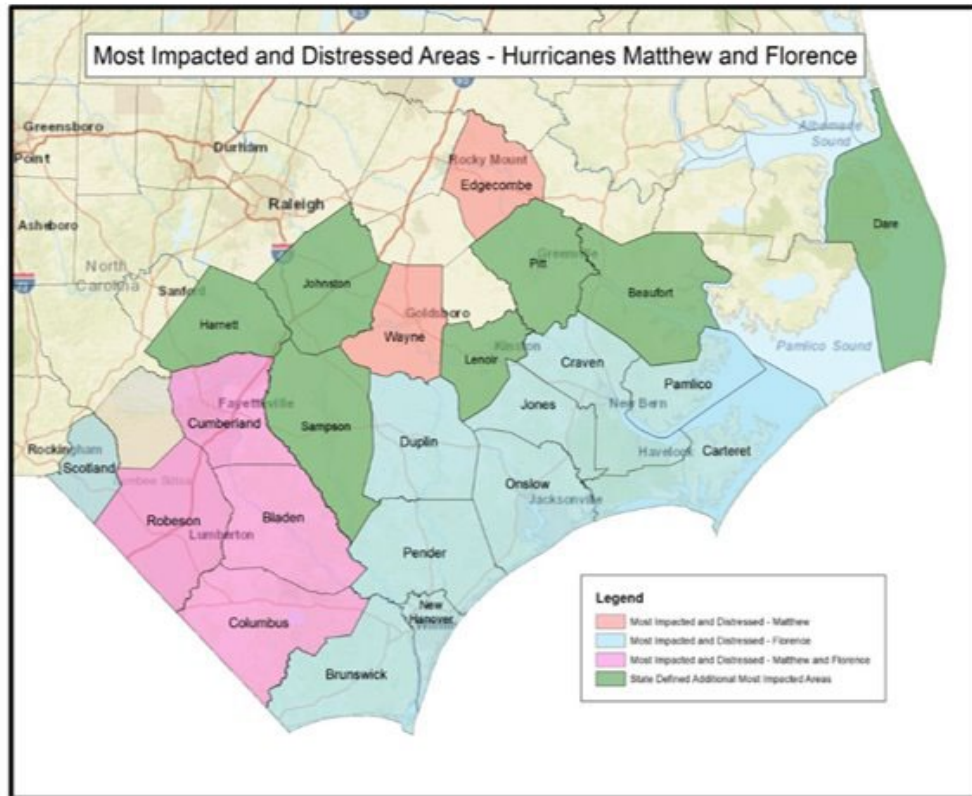 Most Impacted and Distressed Areas - Hurricanes Matthew and Florence
Greensboro
Point
Durham
Albemarle
Sound
Rocky Mount
Edgecombe
Raleigh
Asheboro
Dare
North
Carolina
Sanford
Johnston
Greenville
Pitt
Beaufort
Harnett
Goldsboro
Wayne
Pamlico Sound
Lenoir
Kinston
Craven
Pamlico
Fayetteville
Cumberland
Sampson
Jones
New Bern
Duplin
Rockingham
Scotland
Havelock
Carteret
Onslow
Jacksonville
Robeson
Bladen
Lumberton
Pender
Columbus
New
Hanover
Brunswick
Legend
Most Impacted and Distressed - Matthew
Most Impacted and Distressed - Florence
Most Impacted and Distressed - Matthew and Florence
State Defined Additional Most Impacted Areas